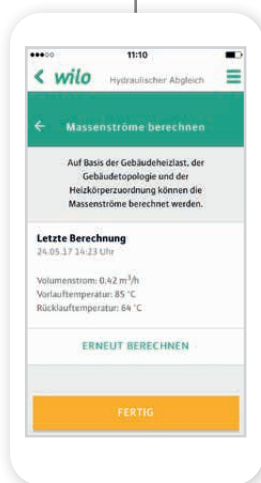 11:10
wilo Hydraulischer Abgleich
Massenströme berechnen
Auf Basis der Gebäudeheizlast, der
Gebäudetopologie und der
Heizkörperzuordnung können die
Massenströme berechnet werden.
Letzte Berechnung
24.05.17 14:23 Uhr
Volumenstrom: 0,42 m³/h
Vorlauftemperatur: 85 °C
Rücklauftemperatur: 64 °C
ERNEUT BERECHNEN
FERTIG